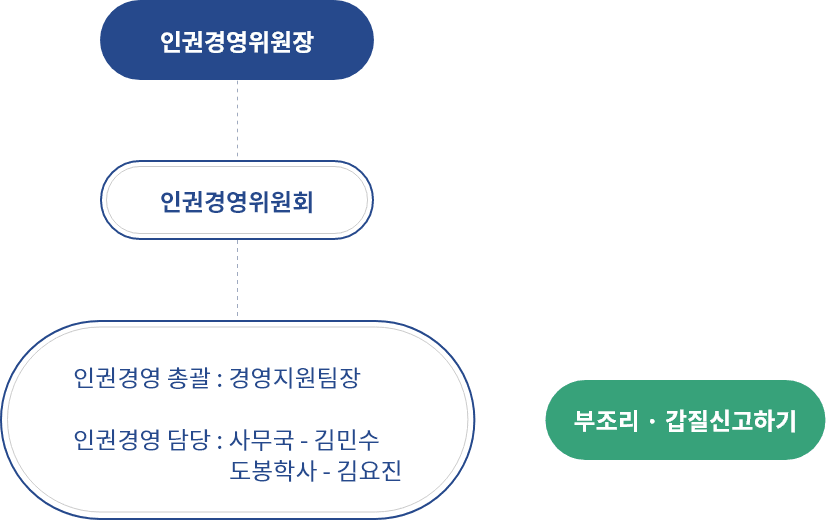 인권경영위원장
인권경영위원회
인권경영 총괄 : 경영지원팀장
인권경영 담당 : 사무국 - 김민수
도봉학사 - 김요진
부조리 · 갑질신고하기